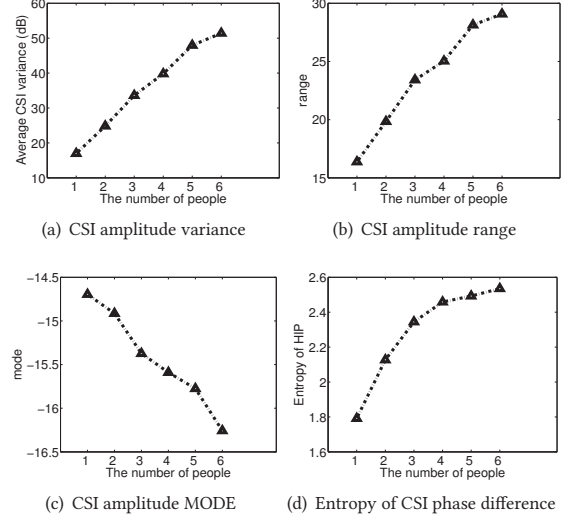 60
50
40
30
20
10
Average CSI variance (dB)
1 2 3 4 5 6
The number of people
(a) CSI amplitude variance
30
25
20
15
range
1 2 3 4 5 6
The number of people
(b) CSI amplitude range
−14.5
−15
−15.5
−16
−16.5
mode
1 2 3 4 5 6
The number of people
(c) CSI amplitude MODE
2.6
2.4
2.2
2
1.8
1.6
Entropy of HIP
1 2 3 4 5 6
The number of people
(d) Entropy of CSI phase difference